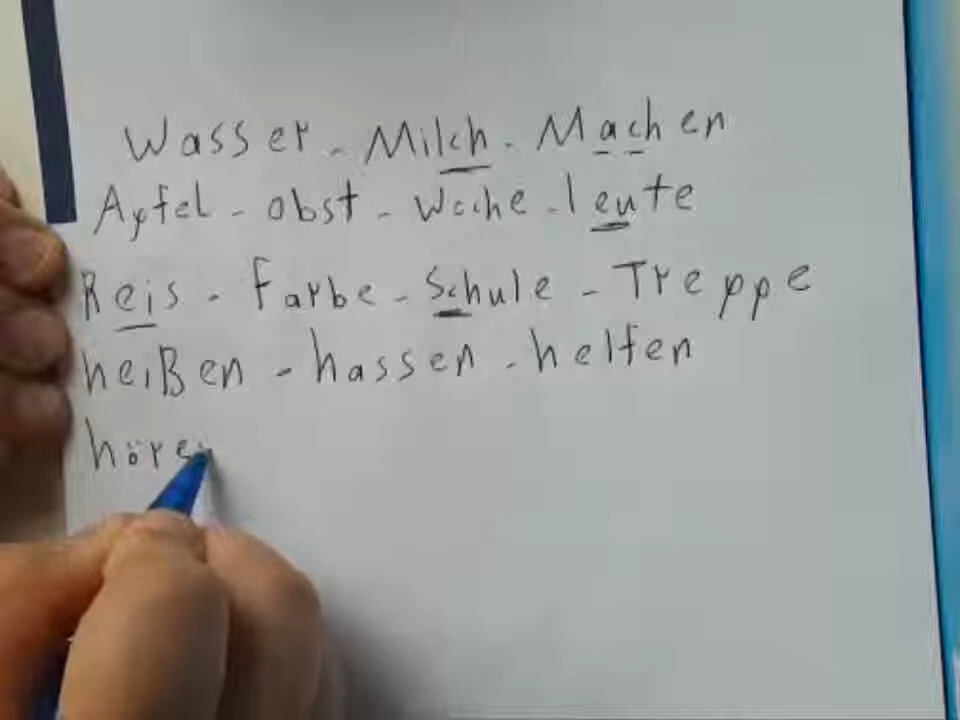 Wasser - Milch - Machen
Apfel - obst - Woche - leute
Reis - Farbe - Schule - Treppe
heißen - hassen - helfen
höre